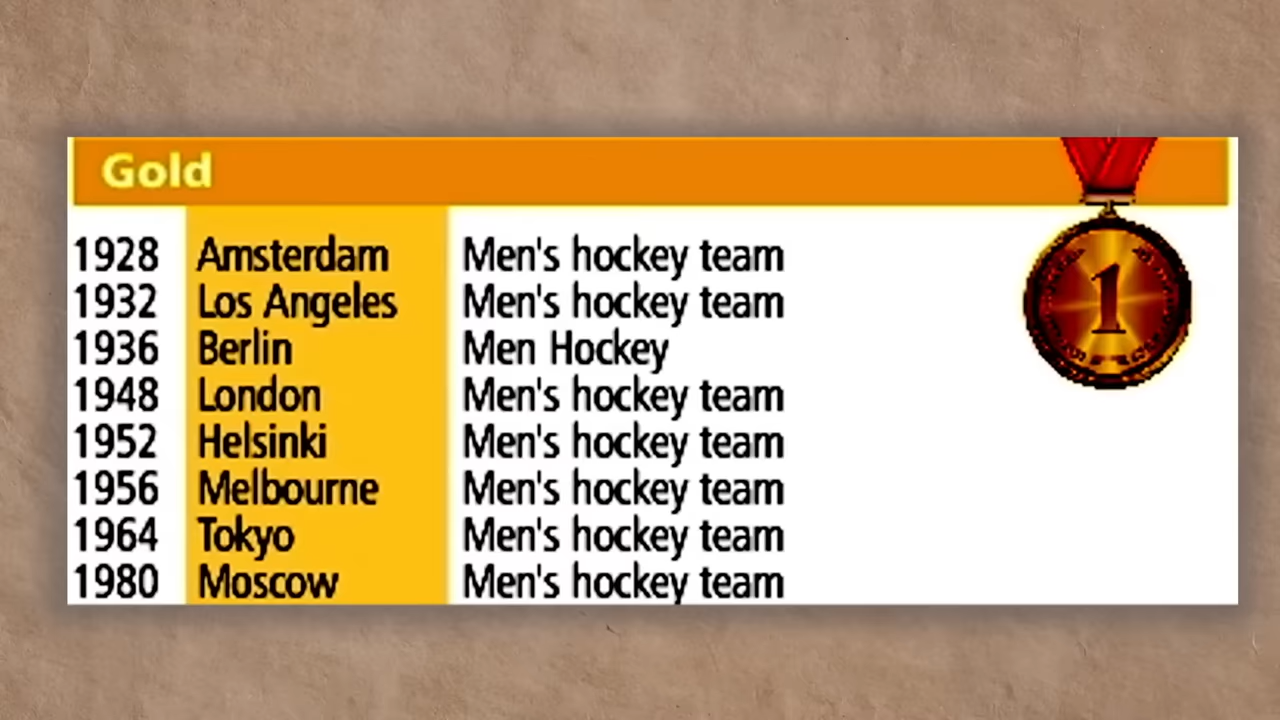 Gold
1928 Amsterdam Men's hockey team
1932 Los Angeles Men's hockey team
1936 Berlin Men Hockey
1948 London Men's hockey team
1952 Helsinki Men's hockey team
1956 Melbourne Men's hockey team
1964 Tokyo Men's hockey team
1980 Moscow Men's hockey team
1